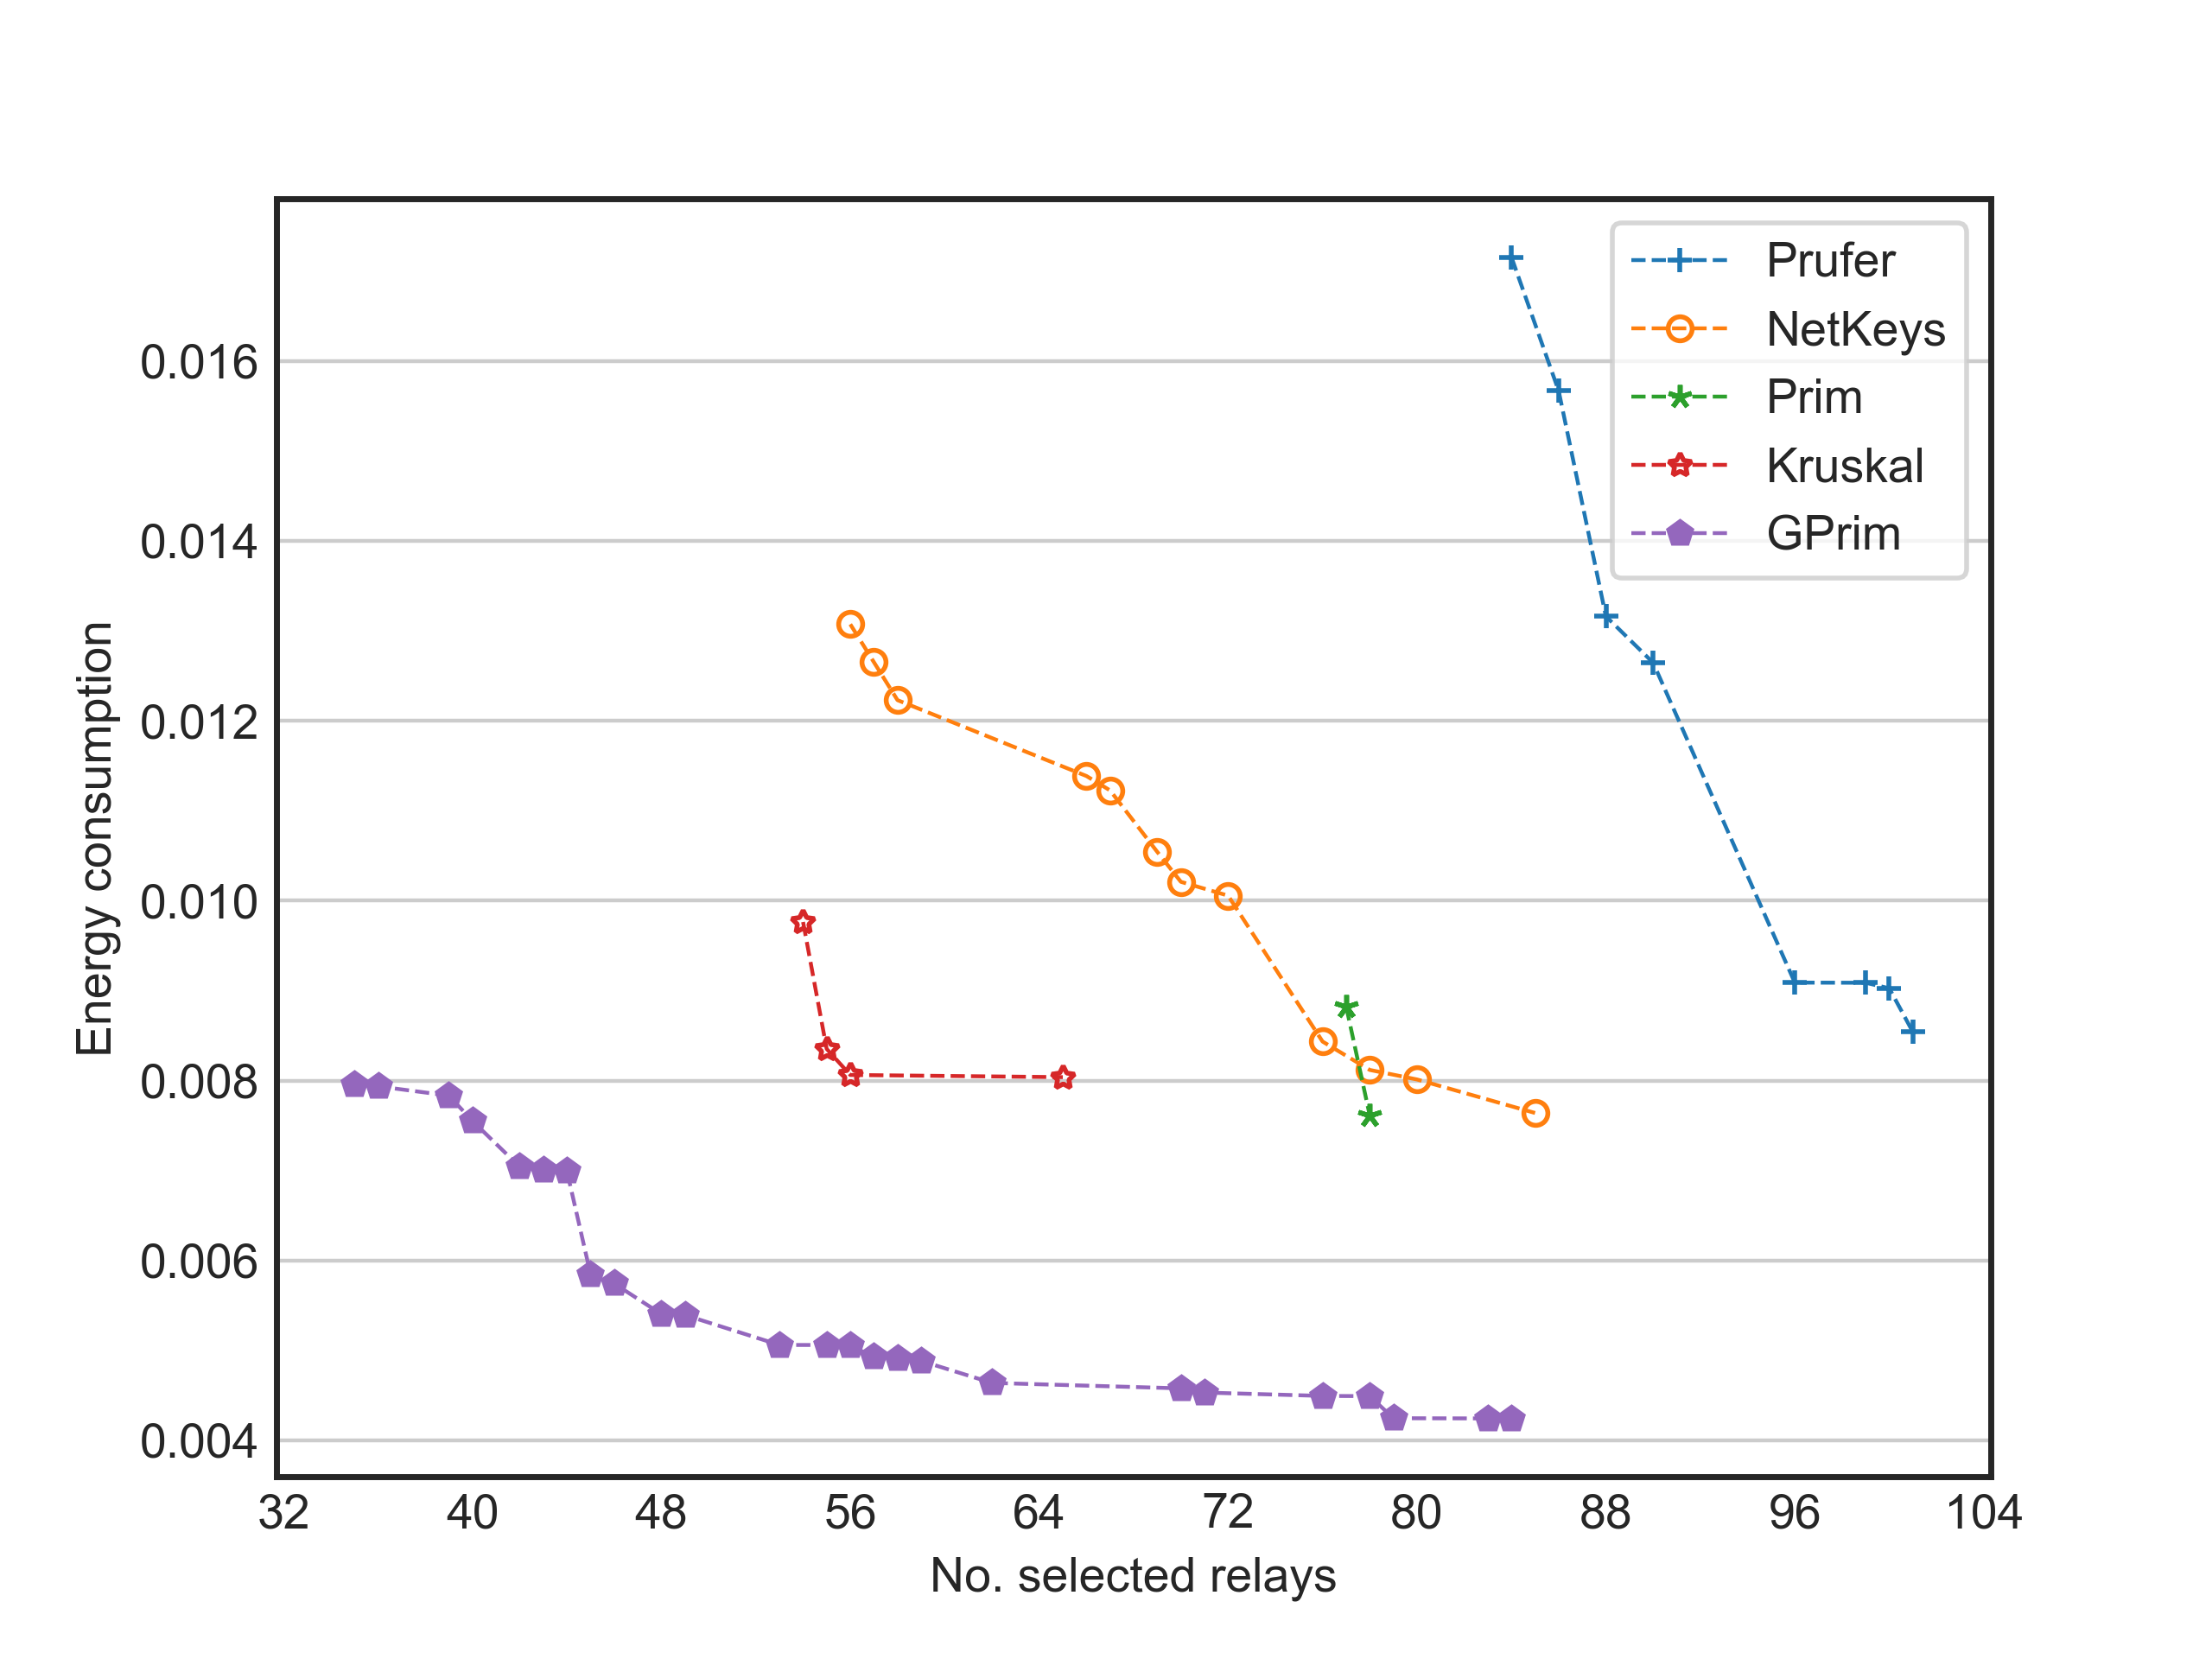 Prufer
NetKeys
Prim
Kruskal
GPrim
Energy consumption
0.016
0.014
0.012
0.010
0.008
0.006
0.004
32 40 48 56 64 72 80 88 96 104
No. selected relays